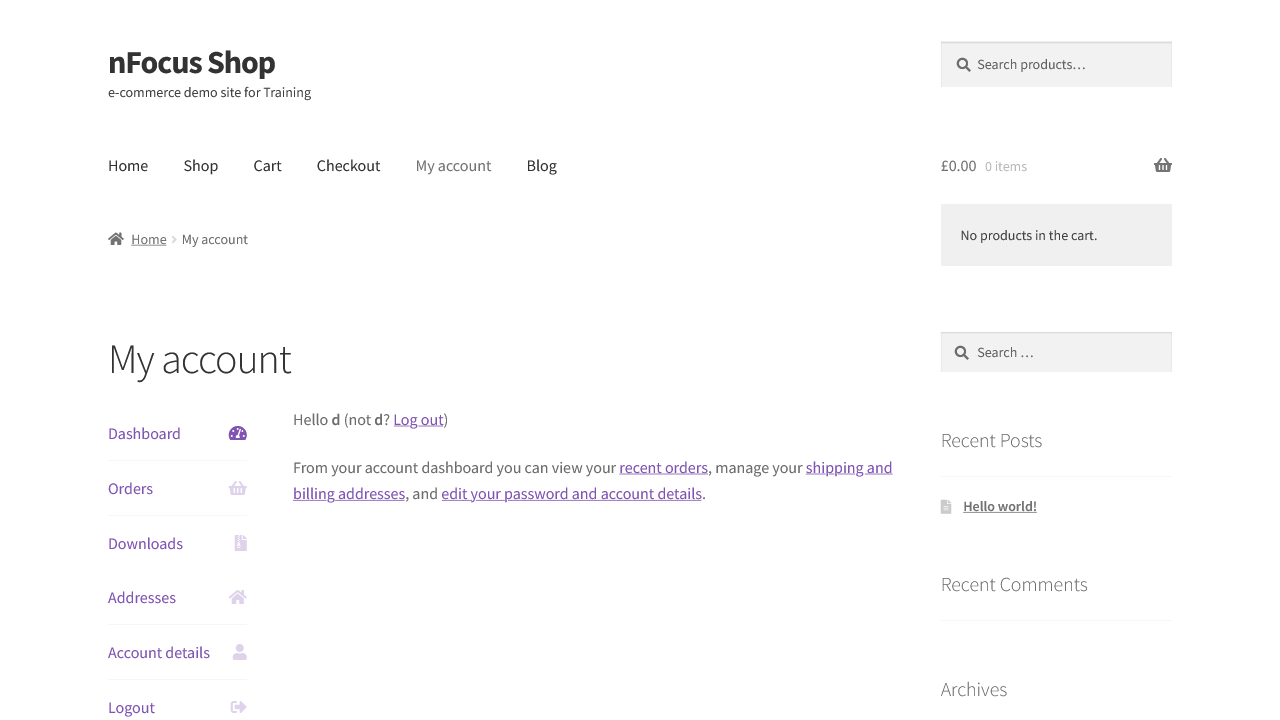 nFocus Shop
e-commerce demo site for Training
Search products…
Home Shop Cart Checkout My account Blog
£0.00 0 items
Home My account
No products in the cart.
My account
Dashboard
Orders
Downloads
Addresses
Account details
Logout
Hello d (not d? Log out)
From your account dashboard you can view your recent orders, manage your shipping and
billing addresses, and edit your password and account details.
Search …
Recent Posts
Hello world!
Recent Comments
Archives